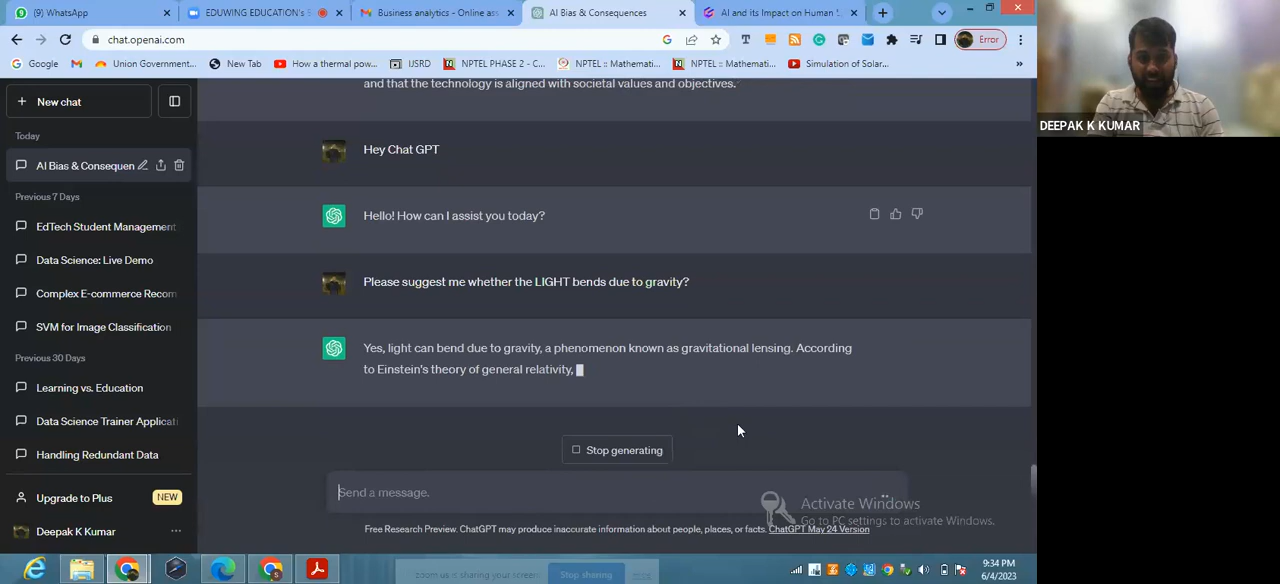 (9) WhatsApp
EDUWING EDUCATION's
Business analytics - Online as
AI Bias & Consequences
AI and its Impact on Human
chat.openai.com
Error
Google
Union Government...
New Tab
How a thermal pow...
IJSRD
NPTEL PHASE 2 - C...
NPTEL :: Mathemati...
NPTEL :: Mathemati...
Simulation of Solar...
»
New chat
Today
AI Bias & Consequen
Previous 7 Days
EdTech Student Management
Data Science: Live Demo
Complex E-commerce Recom
SVM for Image Classification
Previous 30 Days
Learning vs. Education
Data Science Trainer Applicati
Handling Redundant Data
Upgrade to Plus
NEW
Deepak K Kumar
and that the technology is aligned with societal values and objectives."
Hey Chat GPT
Hello! How can I assist you today?
Please suggest me whether the LIGHT bends due to gravity?
Yes, light can bend due to gravity, a phenomenon known as gravitational lensing. According
to Einstein's theory of general relativity,
Stop generating
Send a message.
Free Research Preview. ChatGPT may produce inaccurate information about people, places, or facts. ChatGPT May 24 Version
Activate Windows
Go to PC settings to activate Windows.
DEEPAK K KUMAR
zoom.us is sharing your screen.
Stop sharing
9:34 PM
6/4/2023